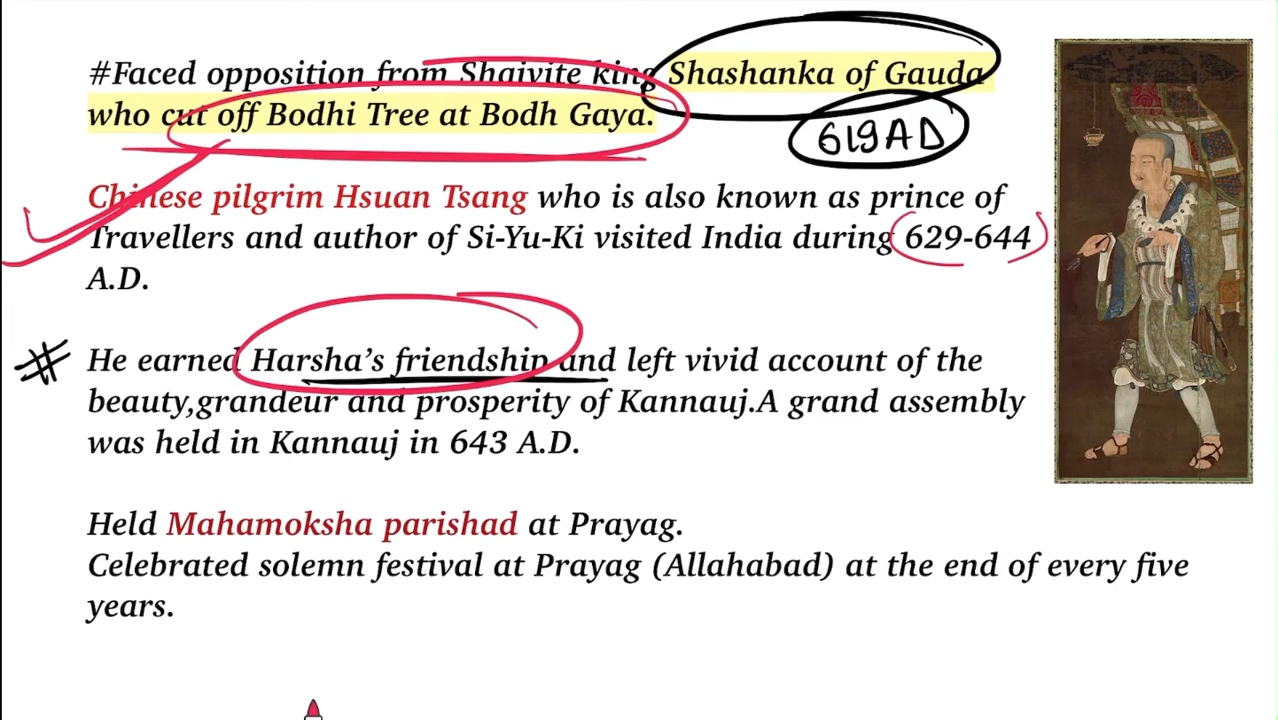 #Faced opposition from Shaivite king Shashanka of Gauda
who cut off Bodhi Tree at Bodh Gaya.
619AD
Chinese pilgrim Hsuan Tsang who is also known as prince of
Travellers and author of Si-Yu-Ki visited India during 629-644
A.D.
# He earned Harsha's friendship and left vivid account of the
beauty,grandeur and prosperity of Kannauj.A grand assembly
was held in Kannauj in 643 A.D.
Held Mahamoksha parishad at Prayag.
Celebrated solemn festival at Prayag (Allahabad) at the end of every five
years.